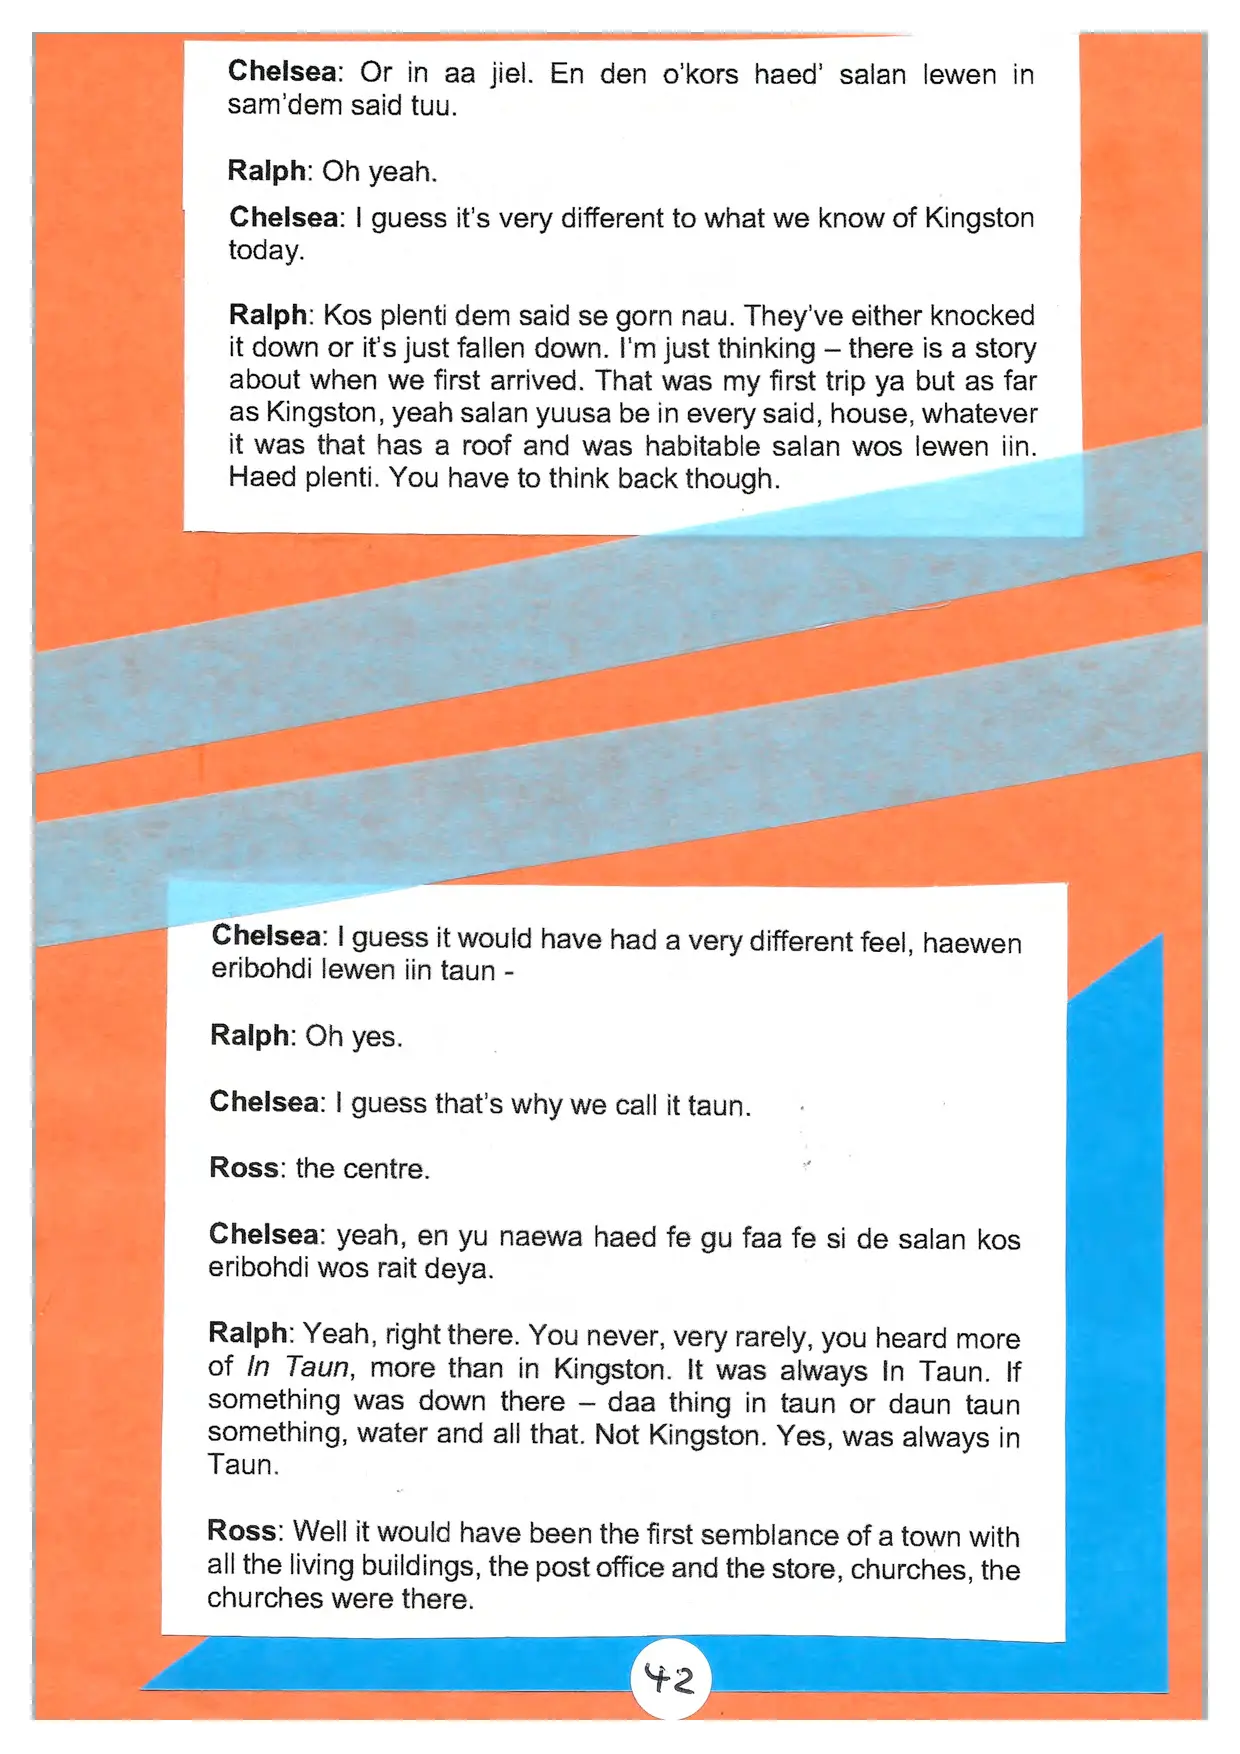 Chelsea: Or in aa jiel. En den o'kors haed' salan lewen in
sam'dem said tuu.
Ralph: Oh yeah.
Chelsea: I guess it's very different to what we know of Kingston
today.
Ralph: Kos plenti dem said se gorn nau. They've either knocked
it down or it's just fallen down. I'm just thinking – there is a story
about when we first arrived. That was my first trip ya but as far
as Kingston, yeah salan yuusa be in every said, house, whatever
it was that has a roof and was habitable salan wos lewen iin.
Haed plenti. You have to think back though.
Chelsea: I guess it would have had a very different feel, haewen
eribohdi lewen iin taun -
Ralph: Oh yes.
Chelsea: I guess that's why we call it taun.
Ross: the centre.
Chelsea: yeah, en yu naewa haed fe gu faa fe si de salan kos
eribohdi wos rait deya.
Ralph: Yeah, right there. You never, very rarely, you heard more
of In Taun, more than in Kingston. It was always In Taun. If
something was down there – daa thing in taun or daun taun
something, water and all that. Not Kingston. Yes, was always in
Taun.
Ross: Well it would have been the first semblance of a town with
all the living buildings, the post office and the store, churches, the
churches were there.
42